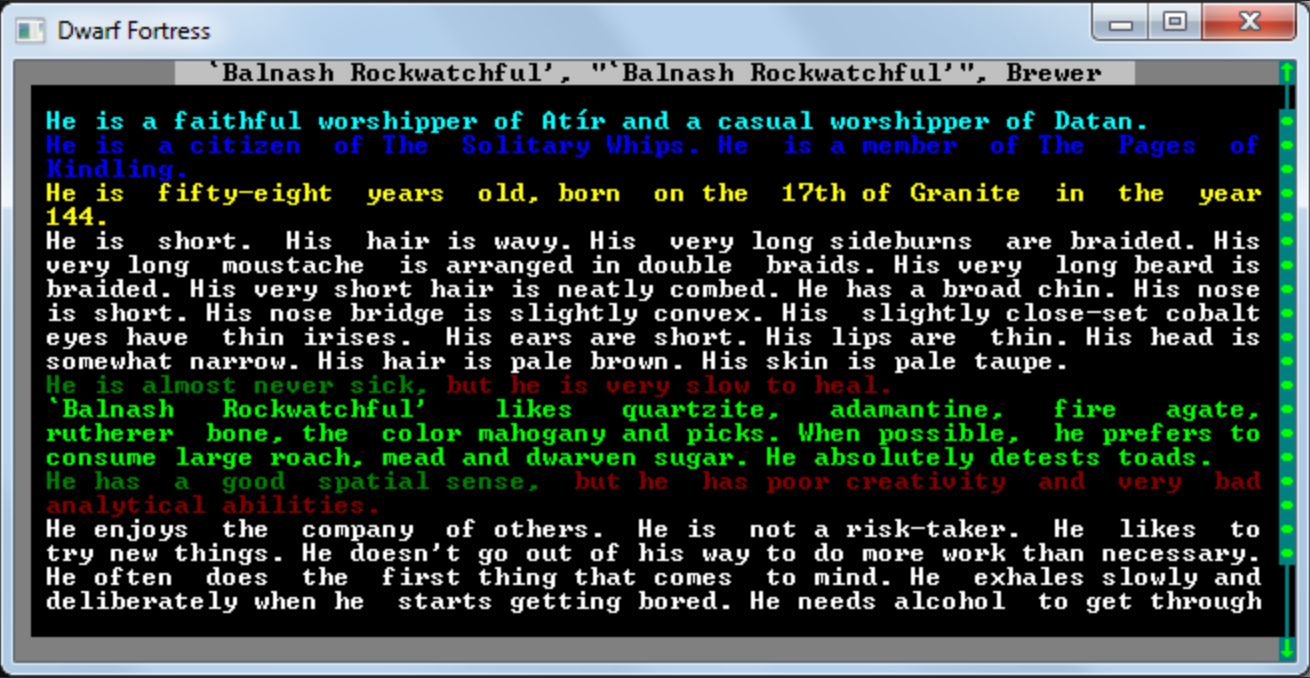 Dwarf Fortress
`Balnash Rockwatchful', "`Balnash Rockwatchful'", Brewer
He is a faithful worshipper of Atír and a casual worshipper of Datan.
He is a citizen of The Solitary Whips. He is a member of The Pages of
Kindling.
He is fifty-eight years old, born on the 17th of Granite in the year
144.
He is short. His hair is wavy. His very long sideburns are braided. His
very long moustache is arranged in double braids. His very long beard is
braided. His very short hair is neatly combed. He has a broad chin. His nose
is short. His nose bridge is slightly convex. His slightly close-set cobalt
eyes have thin irises. His ears are short. His lips are thin. His head is
somewhat narrow. His hair is pale brown. His skin is pale taupe.
He is almost never sick, but he is very slow to heal.
`Balnash Rockwatchful' likes quartzite, adamantine, fire agate,
rutherer bone, the color mahogany and picks. When possible, he prefers to
consume large roach, mead and dwarven sugar. He absolutely detests toads.
He has a good spatial sense, but he has poor creativity and very bad
analytical abilities.
He enjoys the company of others. He is not a risk-taker. He likes to
try new things. He doesn't go out of his way to do more work than necessary.
He often does the first thing that comes to mind. He exhales slowly and
deliberately when he starts getting bored. He needs alcohol to get through